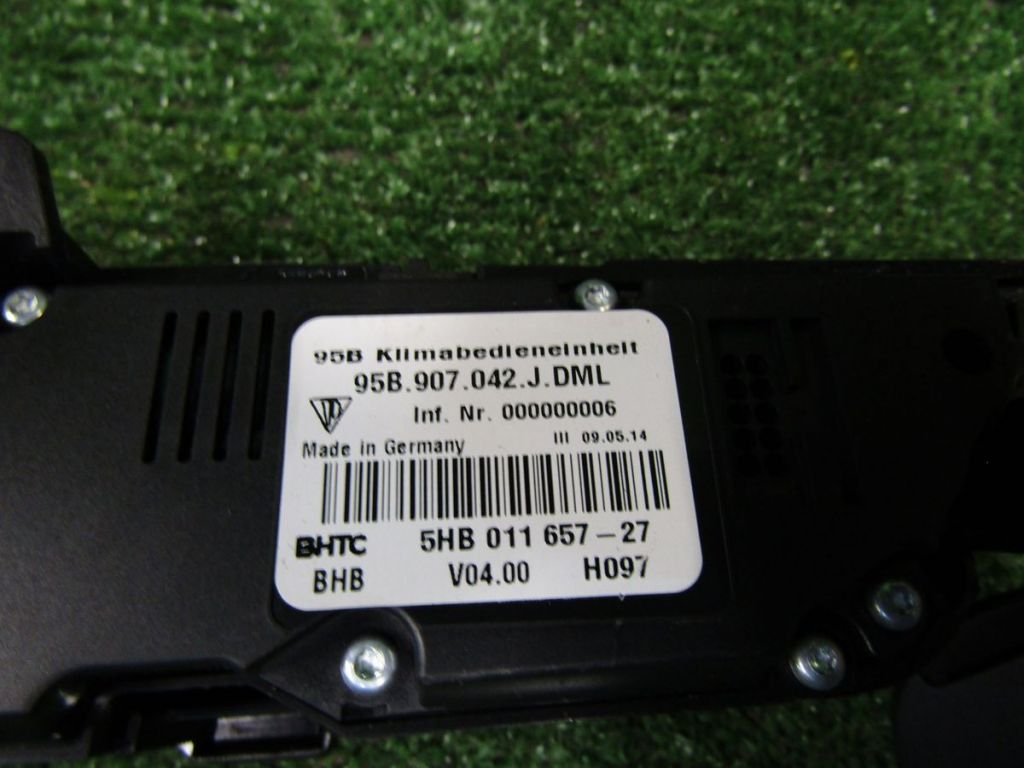 95B Klimabedieneinheit
95B.907.042.J.DML
Inf. Nr. 000000006
Made in Germany III 09.05.14
5HB 011 657-27
BHTC
BHB V04.00 H097